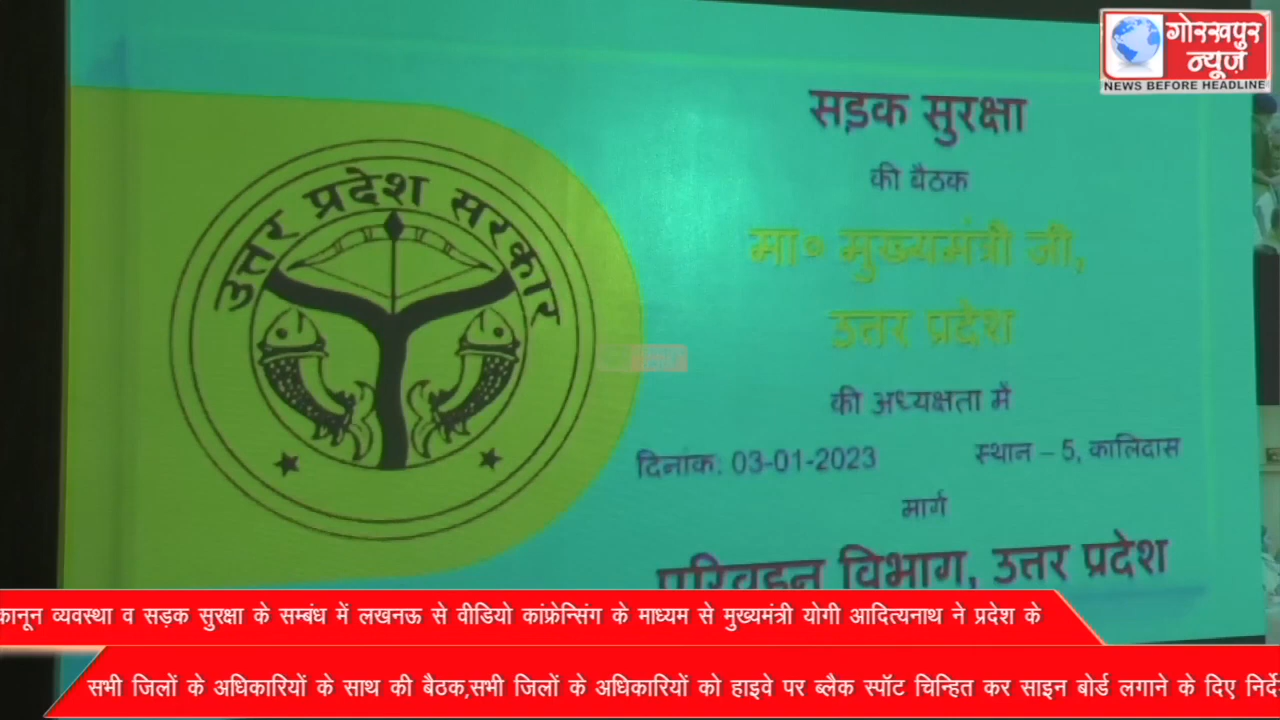 गोरखपुर
न्यूज़
NEWS BEFORE HEADLINE
उत्तर प्रदेश सरकार
सड़क सुरक्षा
की बैठक
मा० मुख्यमंत्री जी,
उत्तर प्रदेश
की अध्यक्षता में
दिनांक: 03-01-2023 स्थान – 5, कालिदास
मार्ग
परिवहन विभाग, उत्तर प्रदेश
कानून व्यवस्था व सड़क सुरक्षा के सम्बंध में लखनऊ से वीडियो कांफ्रेन्सिंग के माध्यम से मुख्यमंत्री योगी आदित्यनाथ ने प्रदेश के
सभी जिलों के अधिकारियों के साथ की बैठक,सभी जिलों के अधिकारियों को हाइवे पर ब्लैक स्पॉट चिन्हित कर साइन बोर्ड लगाने के दिए